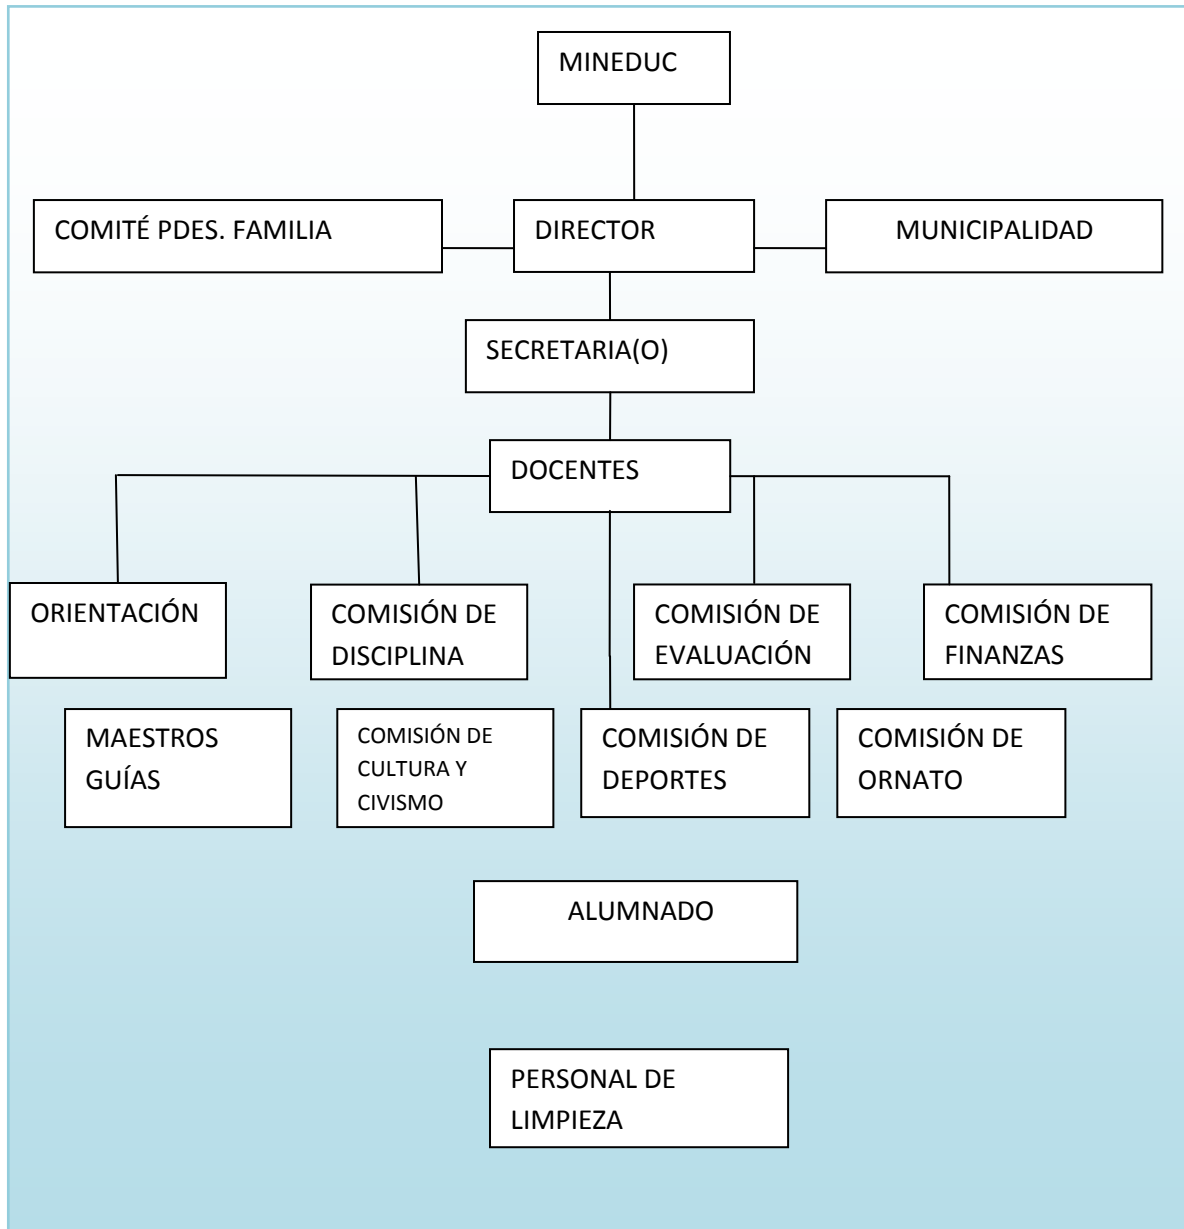 MINEDUC
COMITÉ PDES. FAMILIA
DIRECTOR
MUNICIPALIDAD
SECRETARIA(O)
DOCENTES
ORIENTACIÓN
COMISIÓN DE
DISCIPLINA
COMISIÓN DE
EVALUACIÓN
COMISIÓN DE
FINANZAS
MAESTROS
GUÍAS
COMISIÓN DE
CULTURA Y
CIVISMO
COMISIÓN DE
DEPORTES
COMISIÓN DE
ORNATO
ALUMNADO
PERSONAL DE
LIMPIEZA